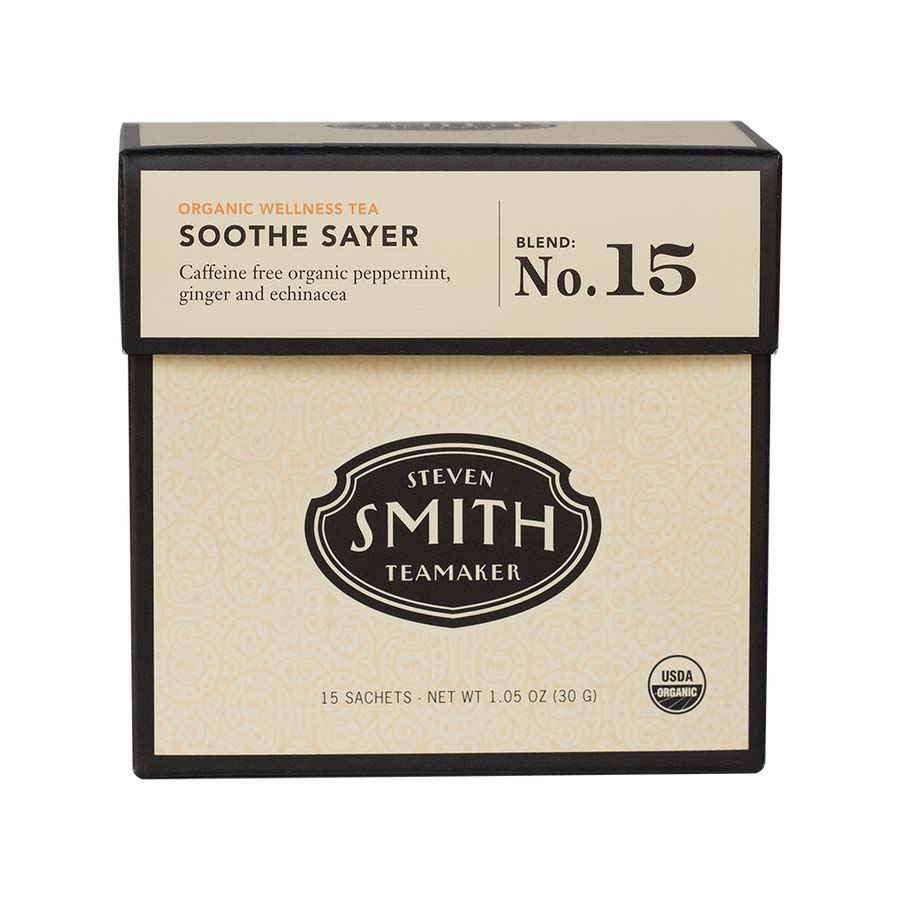 ORGANIC WELLNESS TEA
SOOTHE SAYER
Caffeine free organic peppermint,
ginger and echinacea
BLEND:
No. 15
STEVEN
SMITH
TEAMAKER
15 SACHETS - NET WT 1.05 OZ (30 G)
USDA
ORGANIC